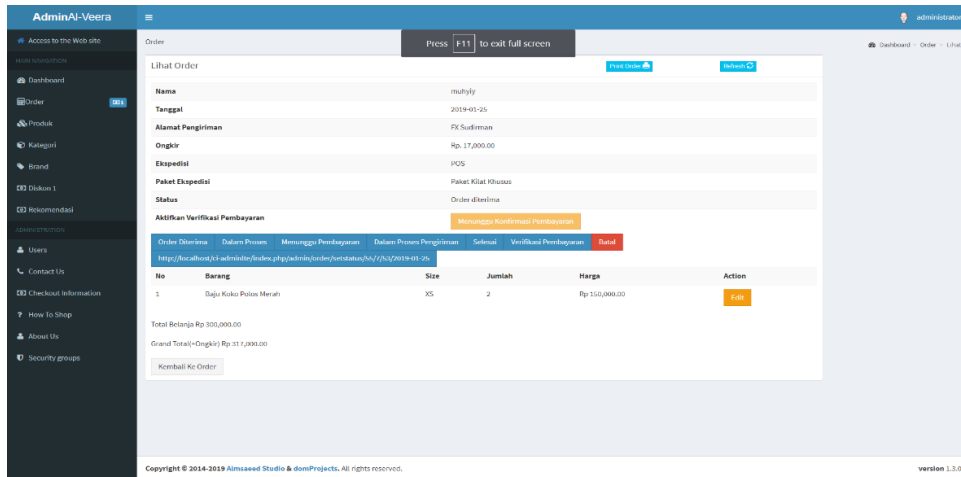 AdminAl-Veera
administrator
Access to the Web site
Order
Press F11 to exit full screen
Dashboard > Order > Lihat
MAIN NAVIGATION
Dashboard
Order
Produk
Kategori
Brand
Diskon 1
Rekomendasi
ADMINISTRATION
Users
Contact Us
Checkout Information
How To Shop
About Us
Security groups
Lihat Order
Print Order
Refresh
Nama muhyiy
Tanggal 2019-01-25
Alamat Pengiriman FX Sudirman
Ongkir Rp. 17,000.00
Ekspedisi POS
Paket Ekspedisi Paket Kilat Khusus
Status Order diterima
Aktifkan Verifikasi Pembayaran Menunggu Konfirmasi Pembayaran
Order Diterima Dalam Proses Menunggu Pembayaran Dalam Proses Pengiriman Selesai Verifikasi Pembayaran Batal
http://localhost/ci-adminlte/index.php/admin/order/setstatus/55/7/53/2019-01-25
No Barang Size Jumlah Harga Action
1 Baju Koko Polos Merah XS 2 Rp 150,000.00 Edit
Total Belanja Rp 300,000.00
Grand Total(+Ongkir) Rp 317,000.00
Kembali Ke Order
Copyright © 2014-2019 Almsaeed Studio & domProjects. All rights reserved.
version 1.3.0